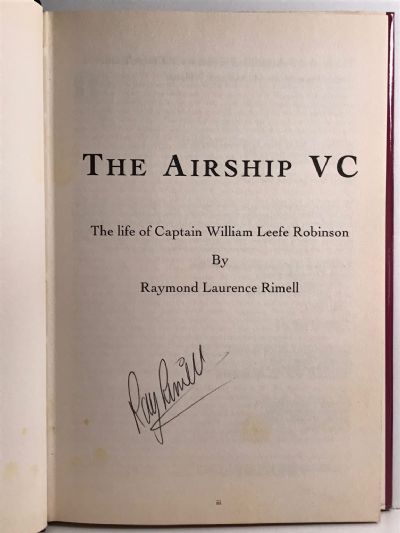 THE AIRSHIP VC
The life of Captain William Leefe Robinson
By
Raymond Laurence Rimell
Ray Rimell
iii